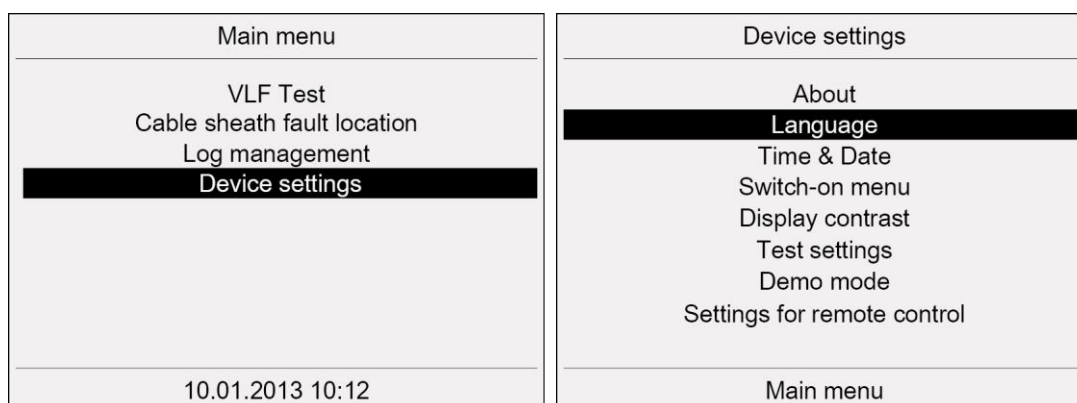 Main menu
VLF Test
Cable sheath fault location
Log management
Device settings
10.01.2013 10:12
Device settings
About
Language
Time & Date
Switch-on menu
Display contrast
Test settings
Demo mode
Settings for remote control
Main menu